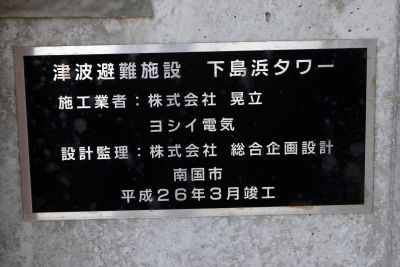 津波避難施設 下島浜タワー
施工業者：株式会社 晃立
ヨシイ電気
設計監理：株式会社 総合企画設計
南国市
平成26年3月竣工